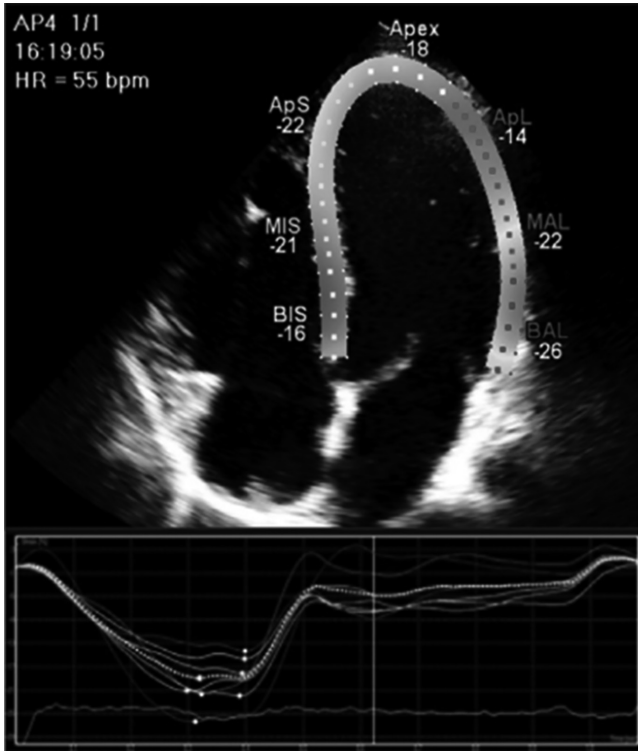 AP4 1/1
16:19:05
HR = 55 bpm
Apex
-18
ApS
-22
ApL
-14
MIS
-21
MAL
-22
BIS
-16
BAL
-26